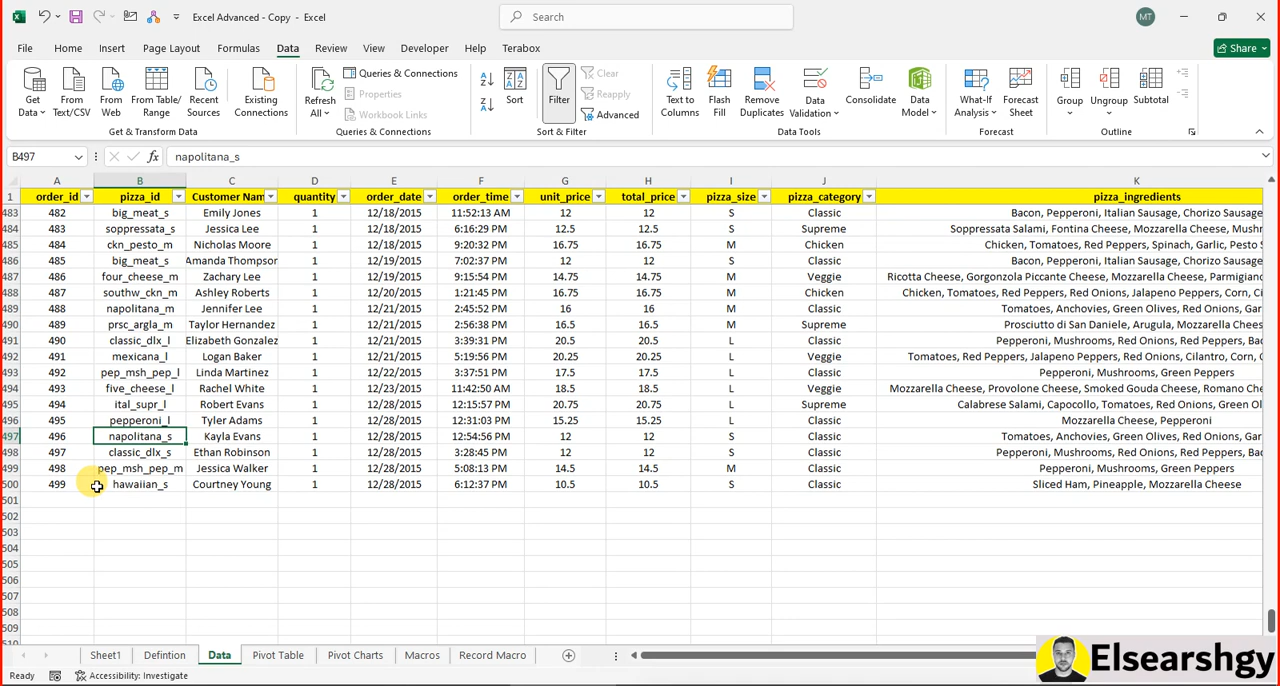 Excel Advanced - Copy - Excel
Search
MT
File Home Insert Page Layout Formulas Data Review View Developer Help Terabox
Share
Get Data
From Text/CSV
From Web
From Table/ Range
Recent Sources
Existing Connections
Get & Transform Data
Refresh All
Queries & Connections
Properties
Workbook Links
Queries & Connections
Sort
Filter
Clear
Reapply
Advanced
Sort & Filter
Text to Columns
Flash Fill
Remove Duplicates
Data Validation
Consolidate
Data Model
Data Tools
What-If Analysis
Forecast Sheet
Forecast
Group
Ungroup
Subtotal
Outline
B497 fx napolitana_s
A B C D E F G H I J K
1 order_id pizza_id Customer Nam quantity order_date order_time unit_price total_price pizza_size pizza_category pizza_ingredients
483 482 big_meat_s Emily Jones 1 12/18/2015 11:52:13 AM 12 12 S Classic Bacon, Pepperoni, Italian Sausage, Chorizo Sausage
484 483 soppressata_s Jessica Lee 1 12/18/2015 6:16:29 PM 12.5 12.5 S Supreme Soppressata Salami, Fontina Cheese, Mozzarella Cheese, Mushr
485 484 ckn_pesto_m Nicholas Moore 1 12/18/2015 9:20:32 PM 16.75 16.75 M Chicken Chicken, Tomatoes, Red Peppers, Spinach, Garlic, Pesto S
486 485 big_meat_s Amanda Thompson 1 12/19/2015 7:02:37 PM 12 12 S Classic Bacon, Pepperoni, Italian Sausage, Chorizo Sausage
487 486 four_cheese_m Zachary Lee 1 12/19/2015 9:15:54 PM 14.75 14.75 M Veggie Ricotta Cheese, Gorgonzola Piccante Cheese, Mozzarella Cheese, Parmigian
488 487 southw_ckn_m Ashley Roberts 1 12/20/2015 1:21:45 PM 16.75 16.75 M Chicken Chicken, Tomatoes, Red Peppers, Red Onions, Jalapeno Peppers, Corn, Ci
489 488 napolitana_m Jennifer Lee 1 12/21/2015 2:45:52 PM 16 16 M Classic Tomatoes, Anchovies, Green Olives, Red Onions, Gar
490 489 prsc_argla_m Taylor Hernandez 1 12/21/2015 2:56:38 PM 16.5 16.5 M Supreme Prosciutto di San Daniele, Arugula, Mozzarella Chees
491 490 classic_dlx_l Elizabeth Gonzalez 1 12/21/2015 3:39:31 PM 20.5 20.5 L Classic Pepperoni, Mushrooms, Red Onions, Red Peppers, Bac
492 491 mexicana_l Logan Baker 1 12/21/2015 5:19:56 PM 20.25 20.25 L Veggie Tomatoes, Red Peppers, Jalapeno Peppers, Red Onions, Cilantro, Corn, C
493 492 pep_msh_pep_l Linda Martinez 1 12/22/2015 3:37:51 PM 17.5 17.5 L Classic Pepperoni, Mushrooms, Green Peppers
494 493 five_cheese_l Rachel White 1 12/23/2015 11:42:50 AM 18.5 18.5 L Veggie Mozzarella Cheese, Provolone Cheese, Smoked Gouda Cheese, Romano Che
495 494 ital_supr_l Robert Evans 1 12/28/2015 12:15:57 PM 20.75 20.75 L Supreme Calabrese Salami, Capocollo, Tomatoes, Red Onions, Green Ol
496 495 pepperoni_l Tyler Adams 1 12/28/2015 12:31:03 PM 15.25 15.25 L Classic Mozzarella Cheese, Pepperoni
497 496 napolitana_s Kayla Evans 1 12/28/2015 12:54:56 PM 12 12 S Classic Tomatoes, Anchovies, Green Olives, Red Onions, Gar
498 497 classic_dlx_s Ethan Robinson 1 12/28/2015 3:28:45 PM 12 12 S Classic Pepperoni, Mushrooms, Red Onions, Red Peppers, Bac
499 498 pep_msh_pep_m Jessica Walker 1 12/28/2015 5:08:13 PM 14.5 14.5 M Classic Pepperoni, Mushrooms, Green Peppers
500 499 hawaiian_s Courtney Young 1 12/28/2015 6:12:37 PM 10.5 10.5 S Classic Sliced Ham, Pineapple, Mozzarella Cheese
501
502
503
504
505
506
507
508
509
510
Sheet1 Defintion Data Pivot Table Pivot Charts Macros Record Macro
Ready Accessibility: Investigate
Elsearshgy